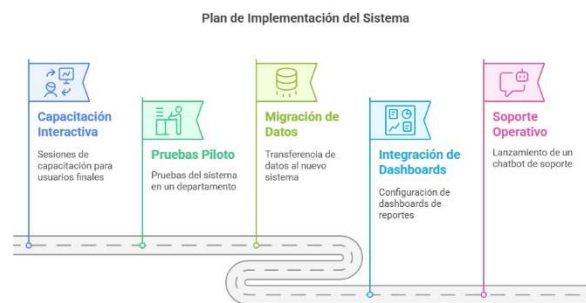 Plan de Implementación del Sistema
Capacitación
Interactiva
Sesiones de
capacitación para
usuarios finales
Pruebas Piloto
Pruebas del sistema
en un departamento
Migración de
Datos
Transferencia de
datos al nuevo
sistema
Integración de
Dashboards
Configuración de
dashboards de
reportes
Soporte
Operativo
Lanzamiento de un
chatbot de soporte